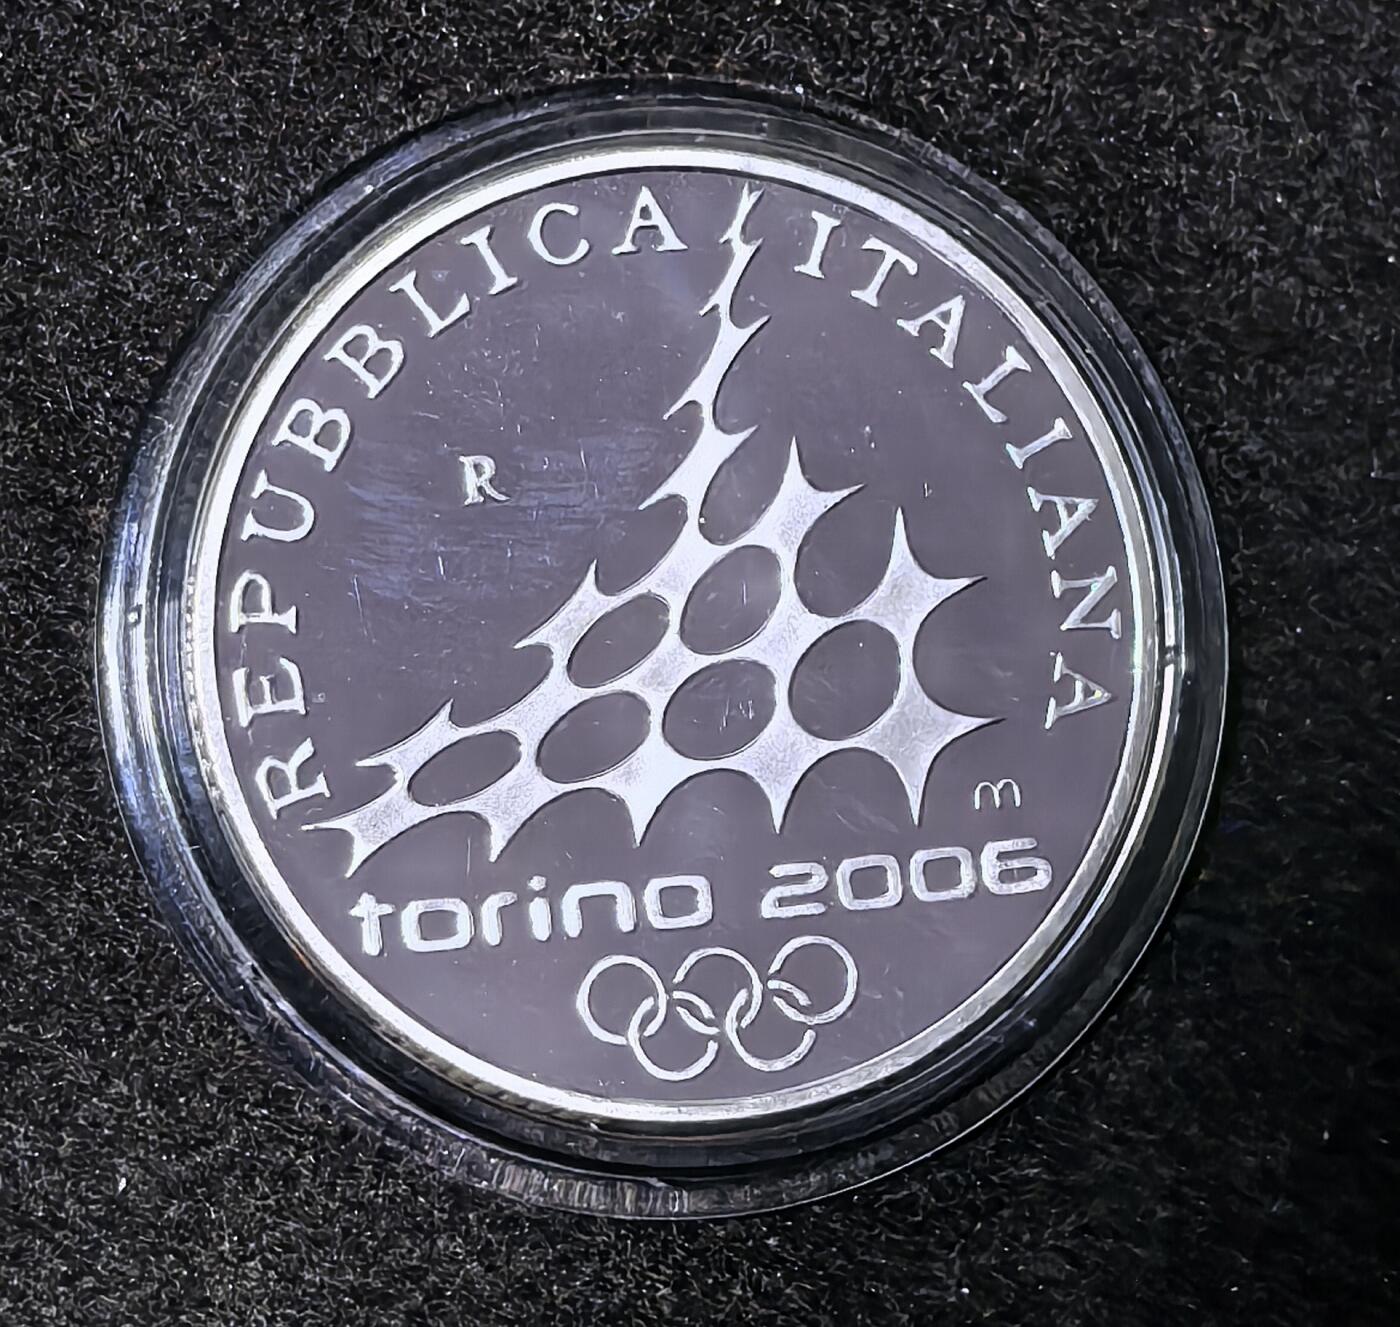 REPUBBLICA ITALIANA
R
m
torino 2006